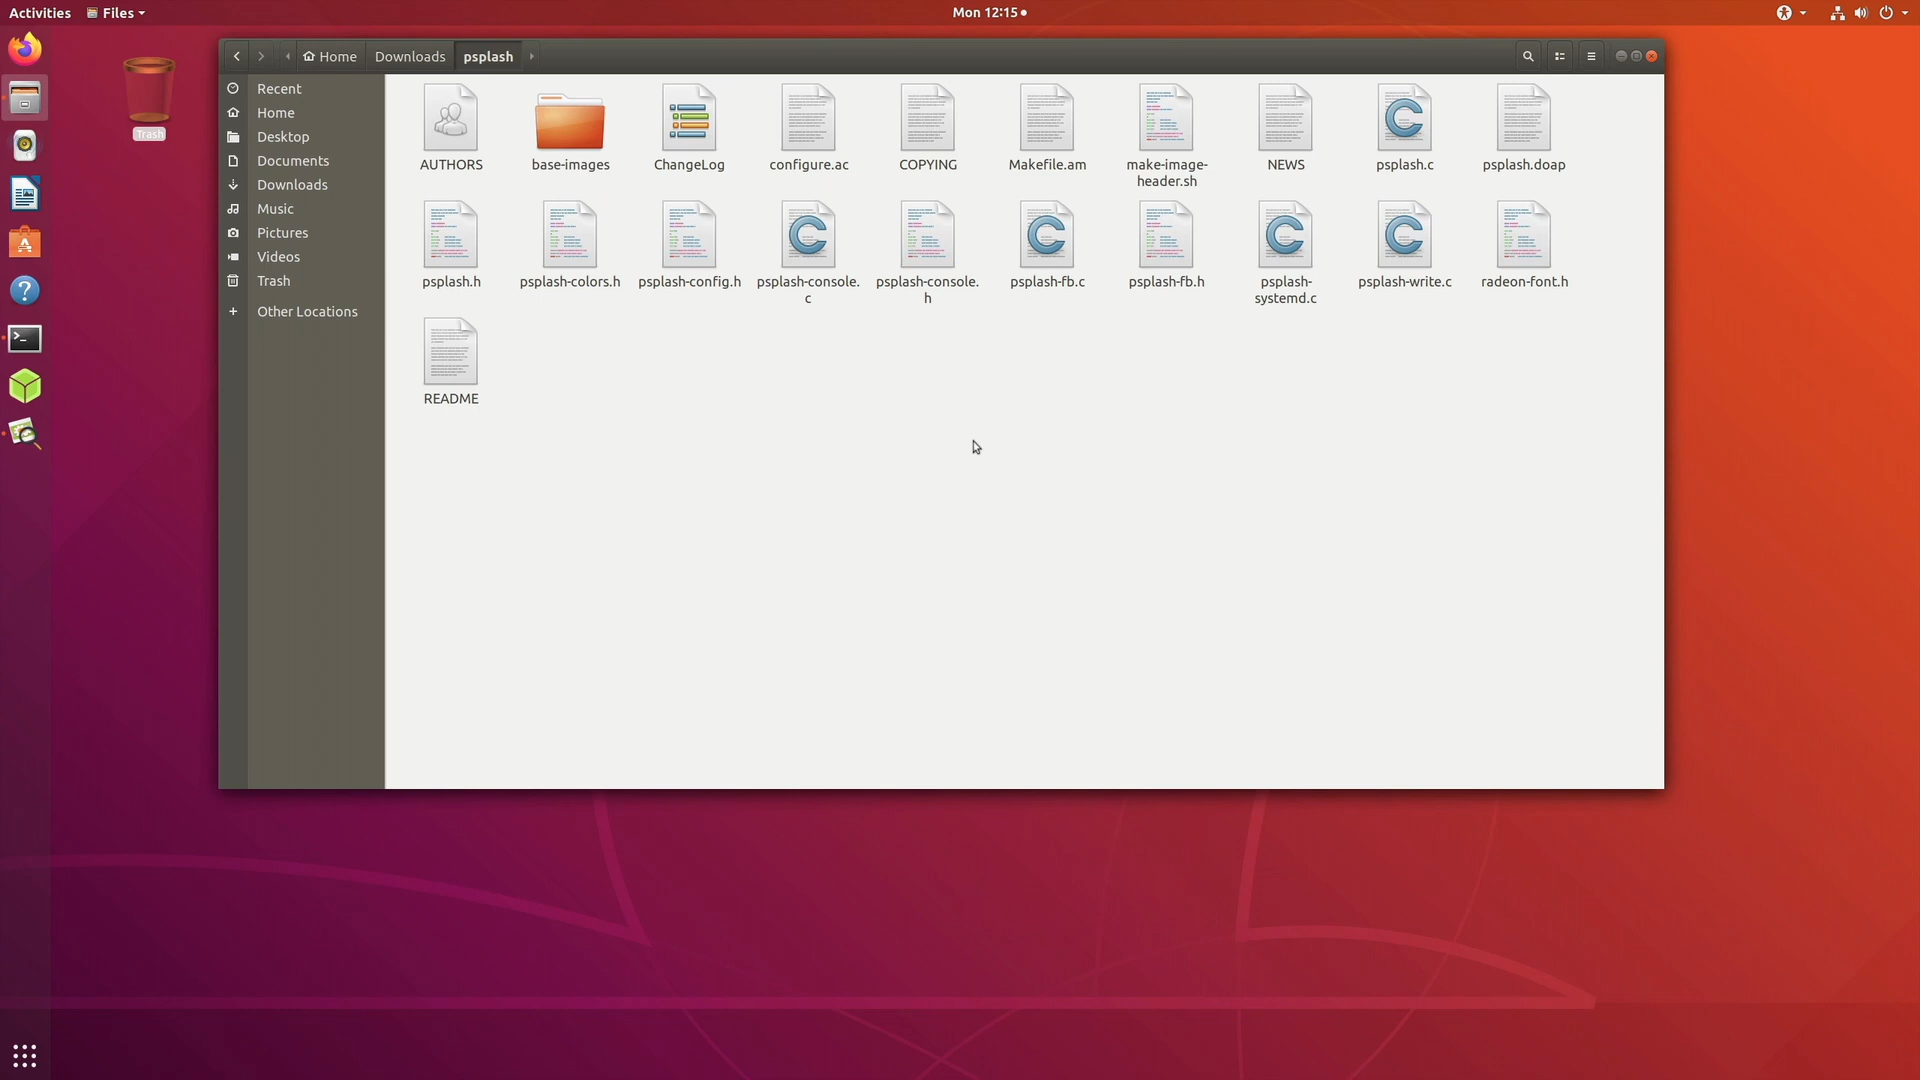 Activities Files Mon 12:15
Trash
Home Downloads psplash
Recent
Home
Desktop
Documents
Downloads
Music
Pictures
Videos
Trash
Other Locations
AUTHORS
base-images
ChangeLog
configure.ac
COPYING
Makefile.am
make-image-
header.sh
NEWS
psplash.c
psplash.doap
psplash.h
psplash-colors.h
psplash-config.h
psplash-console.
c
psplash-console.
h
psplash-fb.c
psplash-fb.h
psplash-
systemd.c
psplash-write.c
radeon-font.h
README